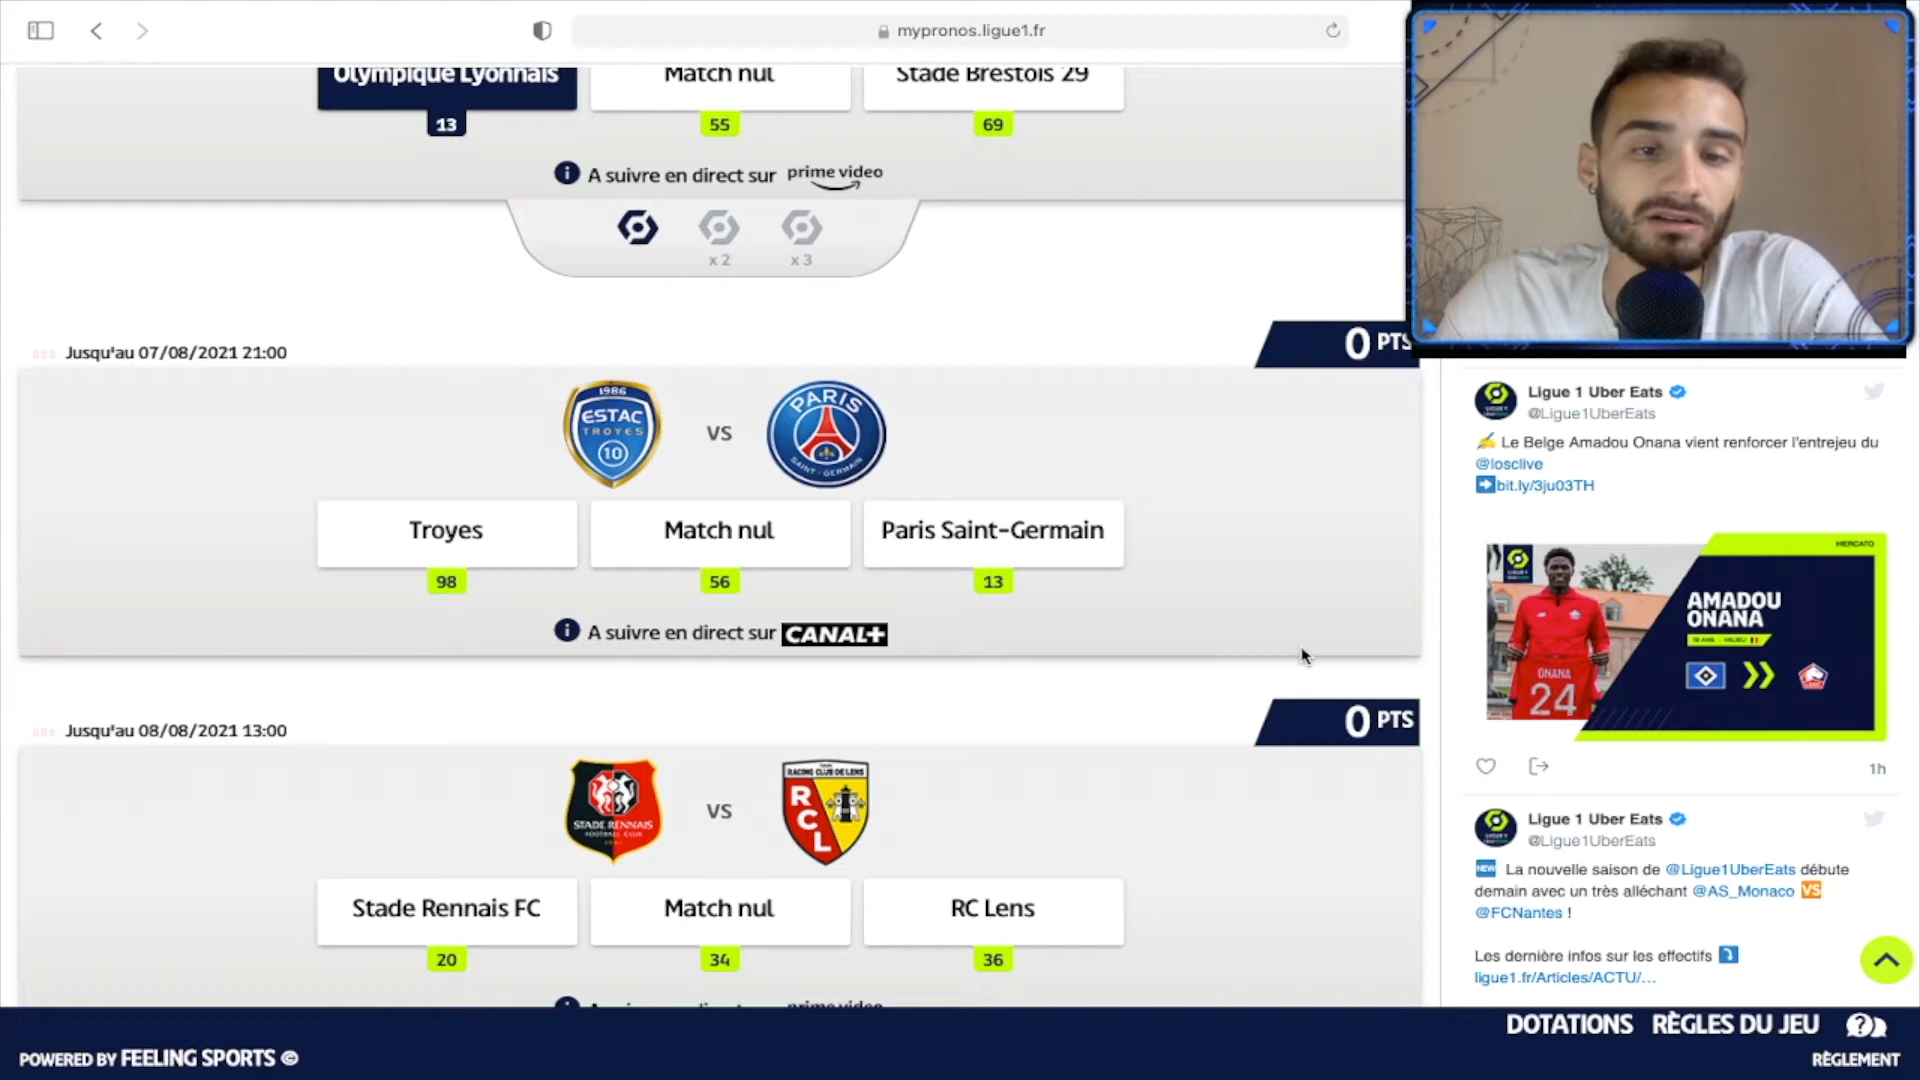 mypronos.ligue1.fr
Olympique Lyonnais
Match nul
Stade Brestois 29
13
55
69
A suivre en direct sur prime video
x 2
x 3
Jusqu'au 07/08/2021 21:00
0 PTS
1986
ESTAC
TROYES
10
VS
PARIS
SAINT-GERMAIN
Troyes
Match nul
Paris Saint-Germain
98
56
13
A suivre en direct sur CANAL+
Jusqu'au 08/08/2021 13:00
0 PTS
STADE RENNAIS
FOOTBALL CLUB
VS
RACING CLUB DE LENS
RCL
Stade Rennais FC
Match nul
RC Lens
20
34
36
prime video
Ligue 1 Uber Eats
@Ligue1UberEats
✍️ Le Belge Amadou Onana vient renforcer l'entrejeu du
@losclive
➡️bit.ly/3ju03TH
MERCATO
AMADOU
ONANA
ONANA
24
1h
Ligue 1 Uber Eats
@Ligue1UberEats
🆕 La nouvelle saison de @Ligue1UberEats débute
demain avec un très alléchant @AS_Monaco 🆚
@FCNantes !
Les dernière infos sur les effectifs ⤵️
ligue1.fr/Articles/ACTU/…
DOTATIONS
RÈGLES DU JEU
POWERED BY FEELING SPORTS ©
RÈGLEMENT